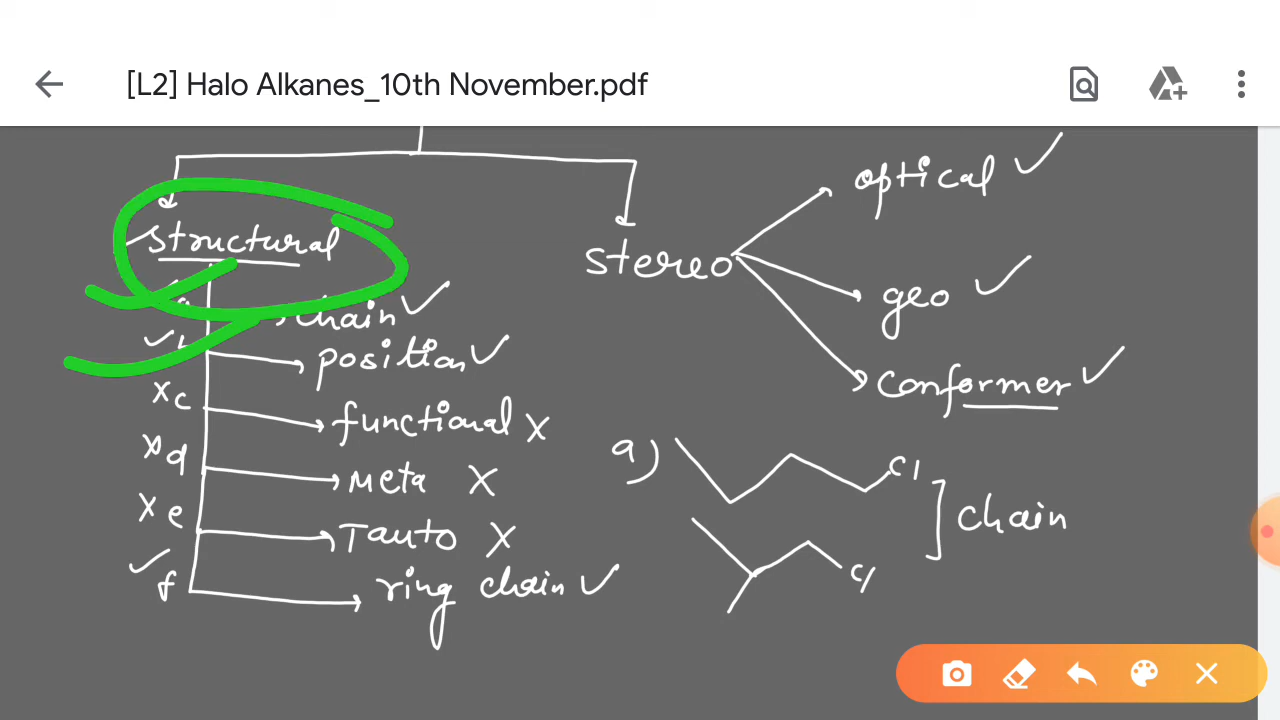 [L2] Halo Alkanes_10th November.pdf
Structural
chain ✓
✓ position ✓
x c functional X
x d Meta X
x e Tauto X
✓ f ring chain ✓
Stereo
optical ✓
geo ✓
Conformer ✓
a)
Cl
Cl
] Chain